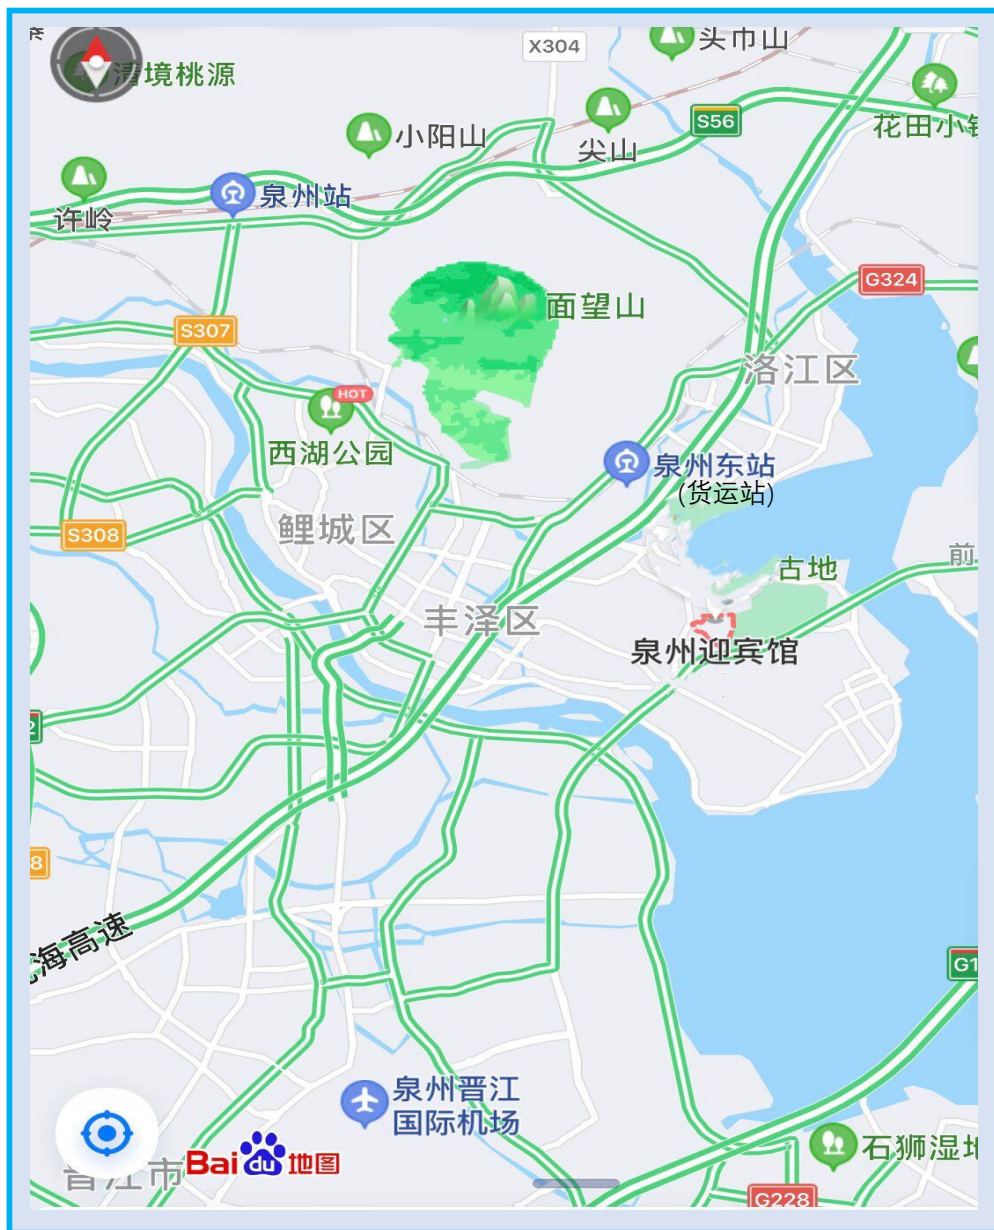 X304
头巾山
清境桃源
S56
小阳山
尖山
花田小
泉州站
许岭
G324
面望山
S307
洛江区
HOT
西湖公园
泉州东站
(货运站)
鲤城区
S308
前
古地
丰泽区
泉州迎宾馆
2
8
海高速
G1
泉州晋江
国际机场
石狮湿地
晋江市
Bai du 地图
G228